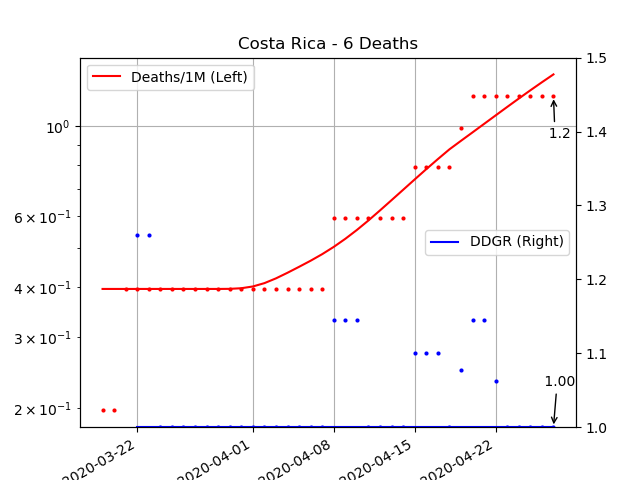 Costa Rica - 6 Deaths
Deaths/1M (Left)
DDGR (Right)
10⁰
6 × 10⁻¹
4 × 10⁻¹
3 × 10⁻¹
2 × 10⁻¹
1.5
1.4
1.3
1.2
1.1
1.0
1.2
1.00
2020-03-22
2020-04-01
2020-04-08
2020-04-15
2020-04-22